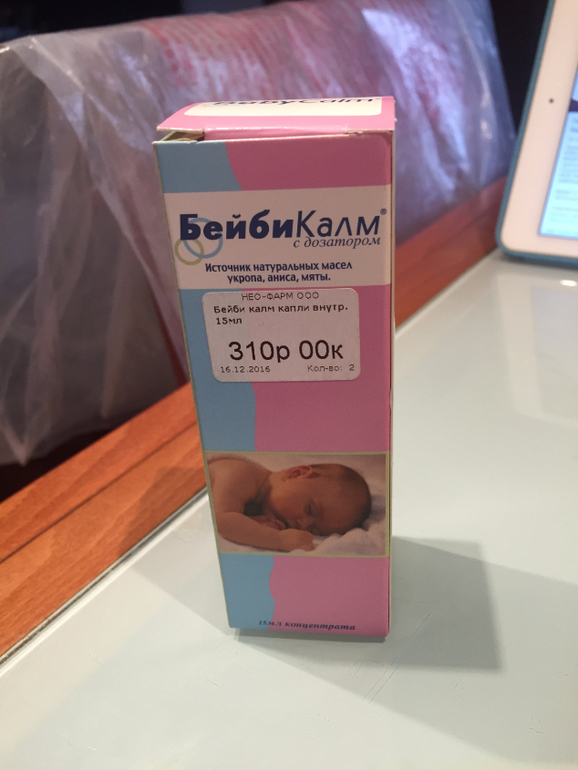 BabyCalm
БейбиКалм®
с дозатором
Источник натуральных масел
укропа, аниса, мяты.
НЕО-ФАРМ ООО
Бейби калм капли внутр.
15мл
310р 00к
16.12.2016 Кол-во: 2
15мл концентрата